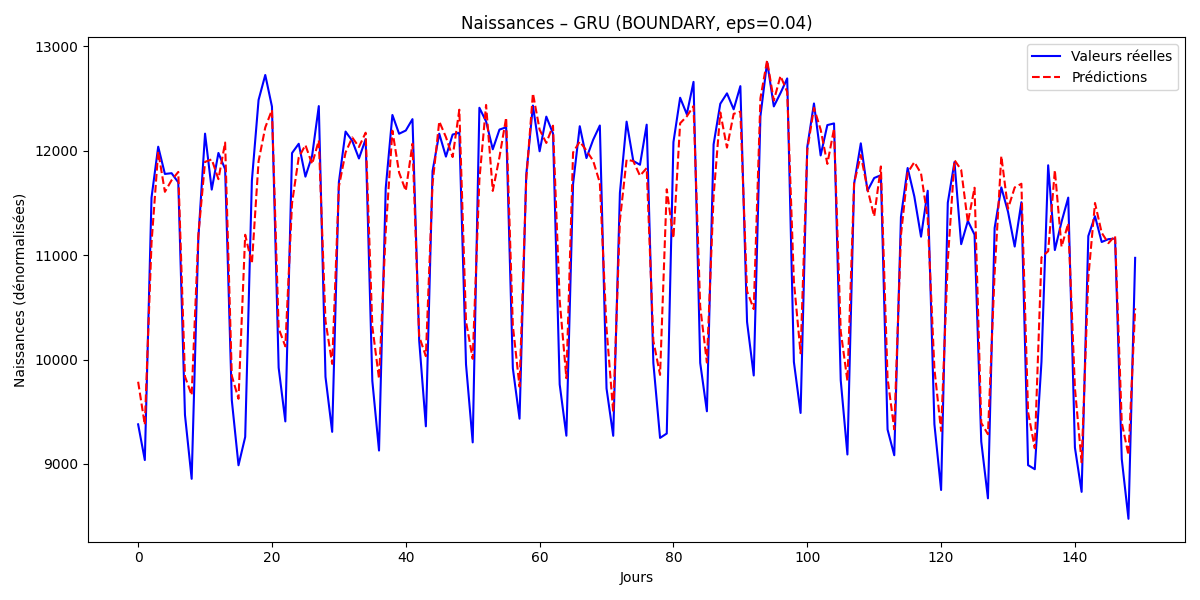 Naissances – GRU (BOUNDARY, eps=0.04)
Valeurs réelles
Prédictions
Naissances (dénormalisées)
13000
12000
11000
10000
9000
0 20 40 60 80 100 120 140
Jours